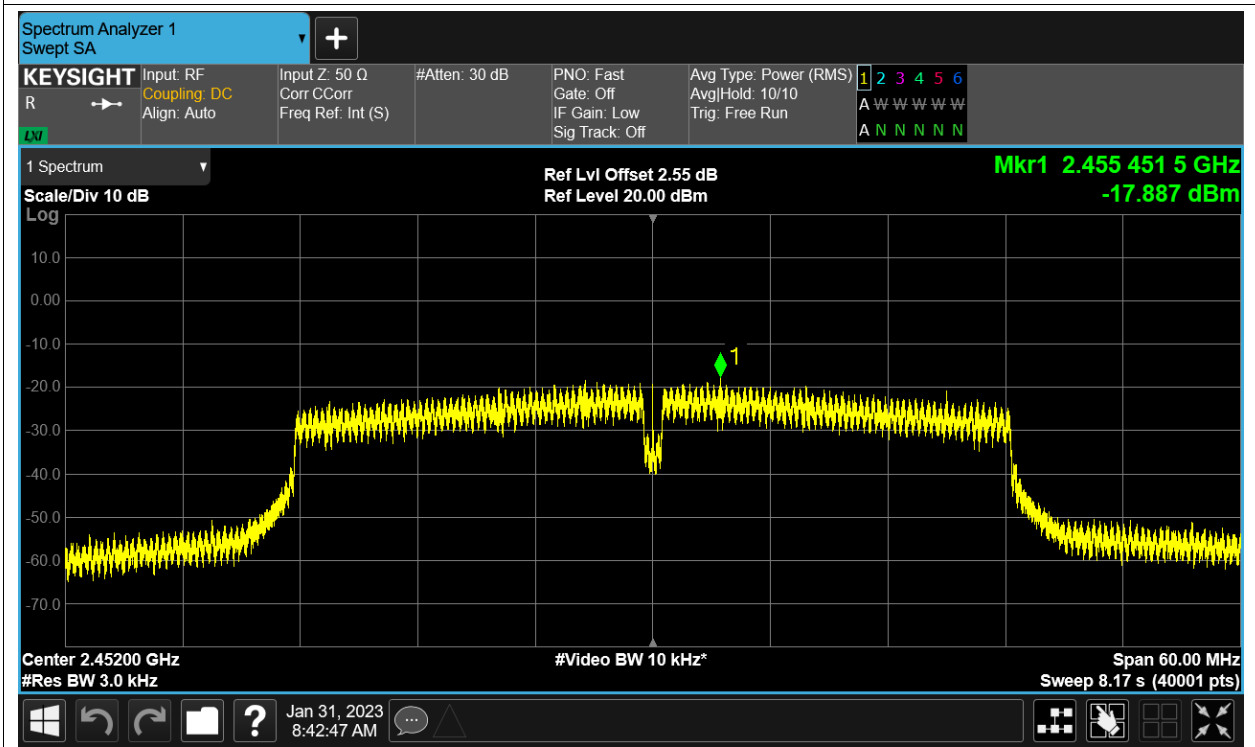 Spectrum Analyzer 1
Swept SA
KEYSIGHT
R
LXI
Input: RF
Coupling: DC
Align: Auto
Input Z: 50 Ω
Corr CCorr
Freq Ref: Int (S)
#Atten: 30 dB
PNO: Fast
Gate: Off
IF Gain: Low
Sig Track: Off
Avg Type: Power (RMS)
Avg|Hold: 10/10
Trig: Free Run
1 2 3 4 5 6
A W W W W W
A N N N N N
1 Spectrum
Scale/Div 10 dB
Log
Ref Lvl Offset 2.55 dB
Ref Level 20.00 dBm
Mkr1 2.455 451 5 GHz
-17.887 dBm
10.0
0.00
-10.0
1
-20.0
-30.0
-40.0
-50.0
-60.0
-70.0
Center 2.45200 GHz
#Res BW 3.0 kHz
#Video BW 10 kHz*
Span 60.00 MHz
Sweep 8.17 s (40001 pts)
?
Jan 31, 2023
8:42:47 AM